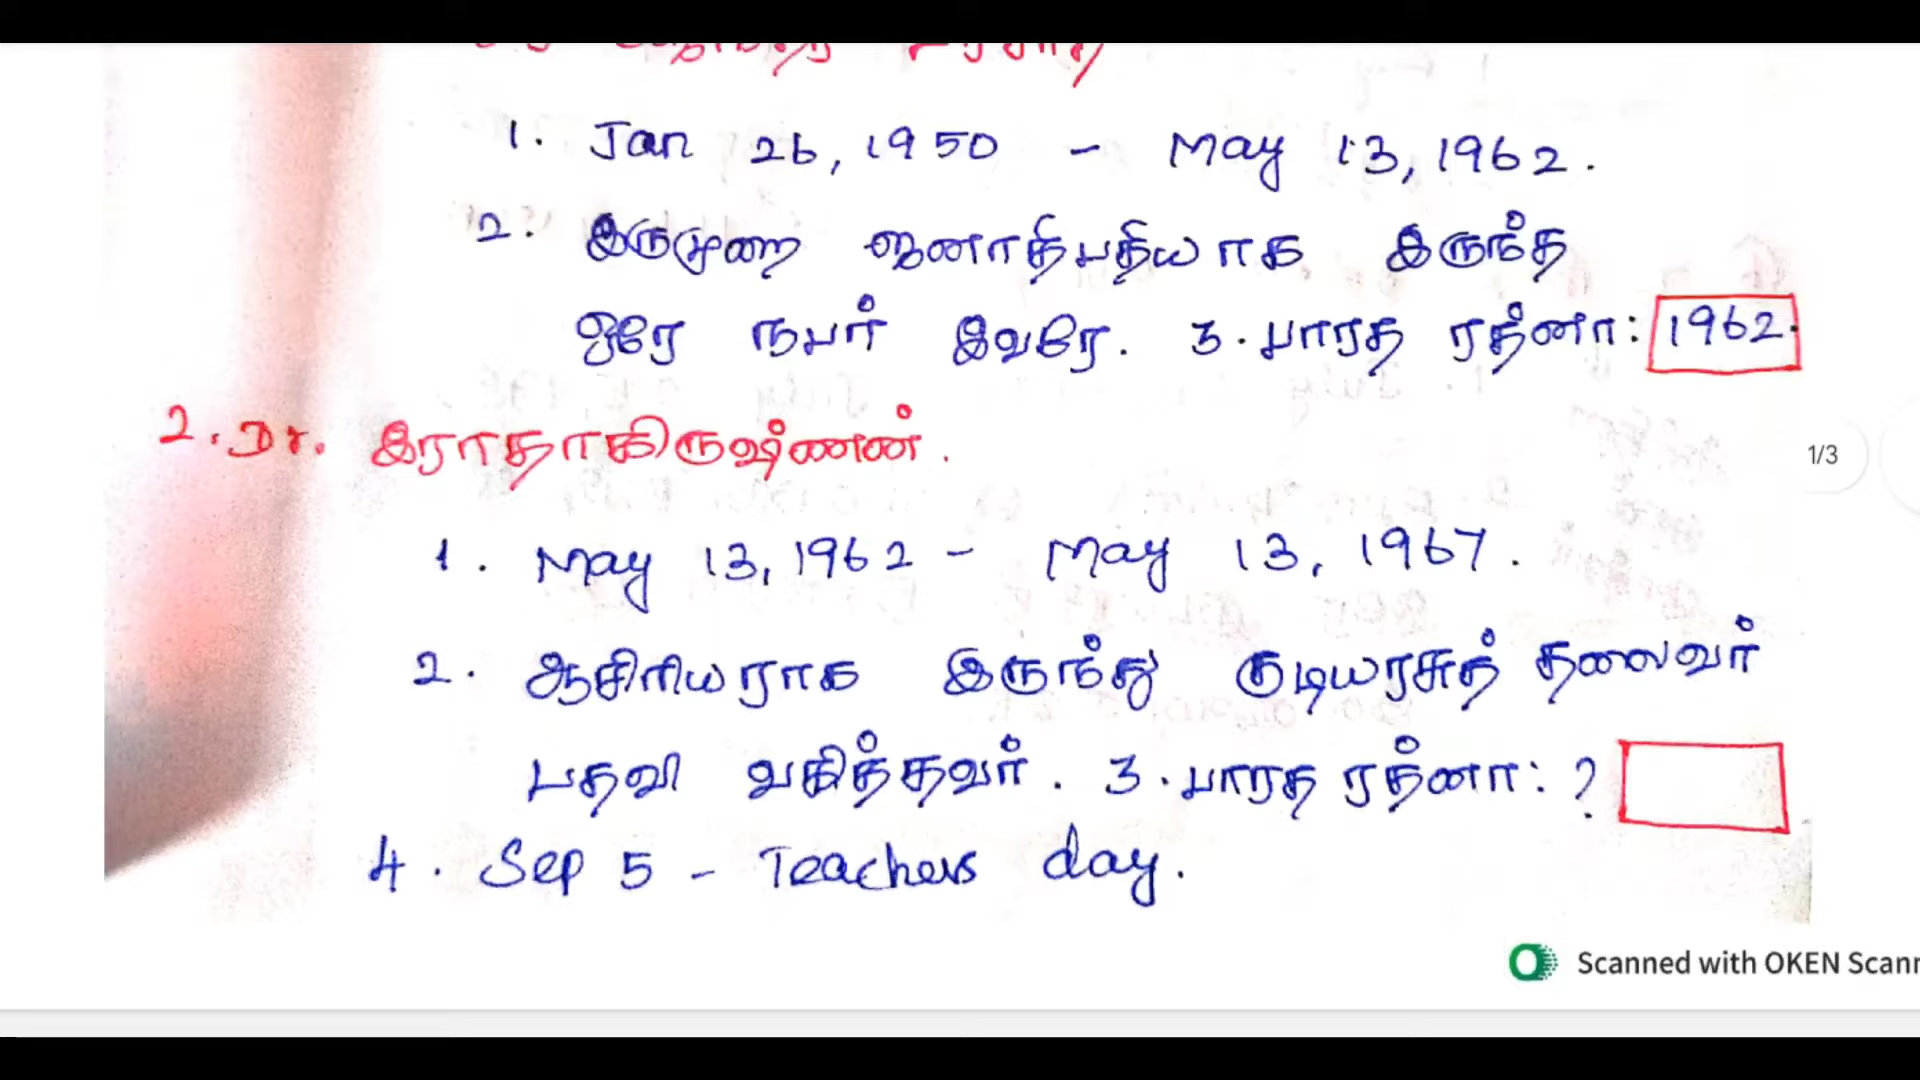 1. Jan 26, 1950 - May 13, 1962.
2. இருமுறை ஜனாதிபதியாக இருந்த
ஒரே நபர் இவரே. 3. பாரத ரத்னா: 1962.
2. Dr. இராதாகிருஷ்ணண்.
1/3
1. May 13, 1962 - May 13, 1967.
2. ஆசிரியராக இருந்து குடியரசுத் தலைவர்
பதவி வகித்தவர். 3. பாரத ரத்னா: ?
4. Sep 5 - Teachers day.
Scanned with OKEN Scann